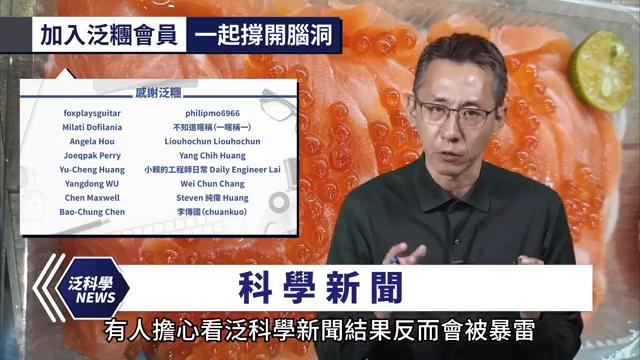 加入泛糰會員 一起撐開腦洞
感謝泛糰
foxplaysguitar philipmo6966
Milati Dofilania 不知道暱稱(一暱稱一)
Angela Hou Liouhochun Liouhochun
Joeqpak Perry Yang Chih Huang
Yu-Cheng Huang 小賴的工程師日常 Daily Engineer Lai
Yangdong WU Wei Chun Chang
Chen Maxwell Steven 純偉 Huang
Bao-Chung Chen 李傳國(chuankuo)
泛科學
NEWS
科學新聞
有人擔心看泛科學新聞結果反而會被暴雷